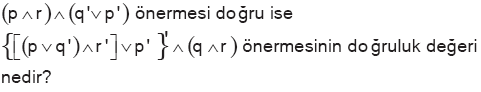 (p ∧ r) ∧ (q' ∨ p') önermesi doğru ise
{[(p ∨ q') ∧ r'] ∨ p'}' ∧ (q ∧ r) önermesinin doğruluk değeri
nedir?